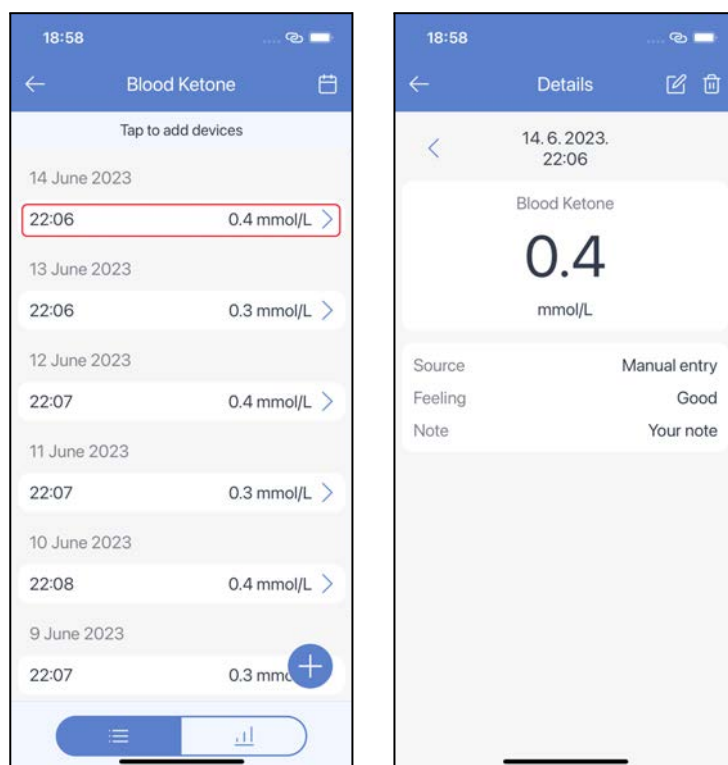 18:58
Blood Ketone
Tap to add devices
14 June 2023
22:06 0.4 mmol/L
13 June 2023
22:06 0.3 mmol/L
12 June 2023
22:07 0.4 mmol/L
11 June 2023
22:07 0.3 mmol/L
10 June 2023
22:08 0.4 mmol/L
9 June 2023
22:07 0.3
18:58
Details
14. 6. 2023.
22:06
Blood Ketone
0.4
mmol/L
Source Manual entry
Feeling Good
Note Your note